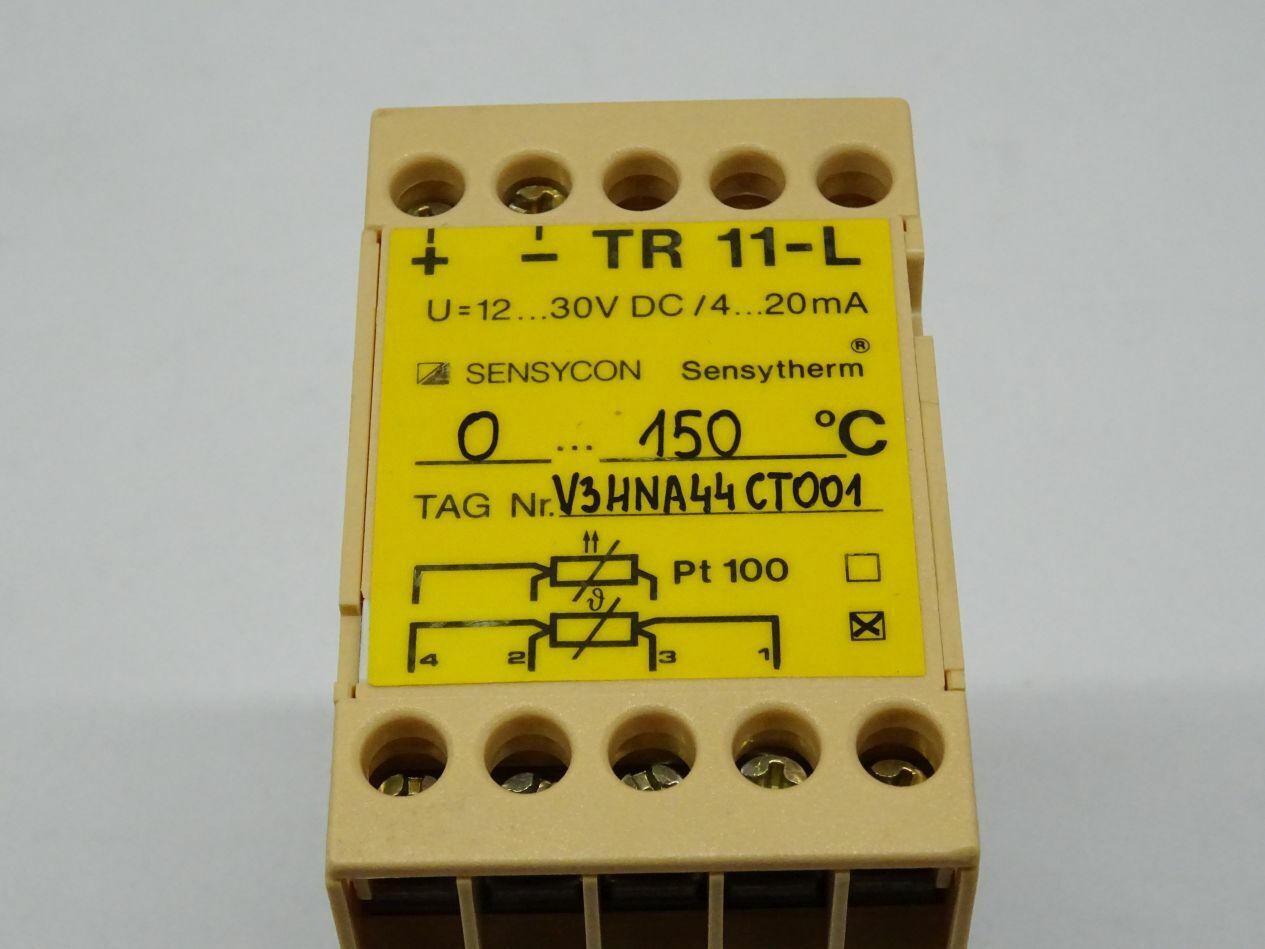 + − TR 11-L
U=12...30V DC/4...20mA
SENSYCON Sensytherm®
0 ... 150 °C
TAG Nr. V3HNA44CT001
Pt 100
ϑ
4 2 3 1